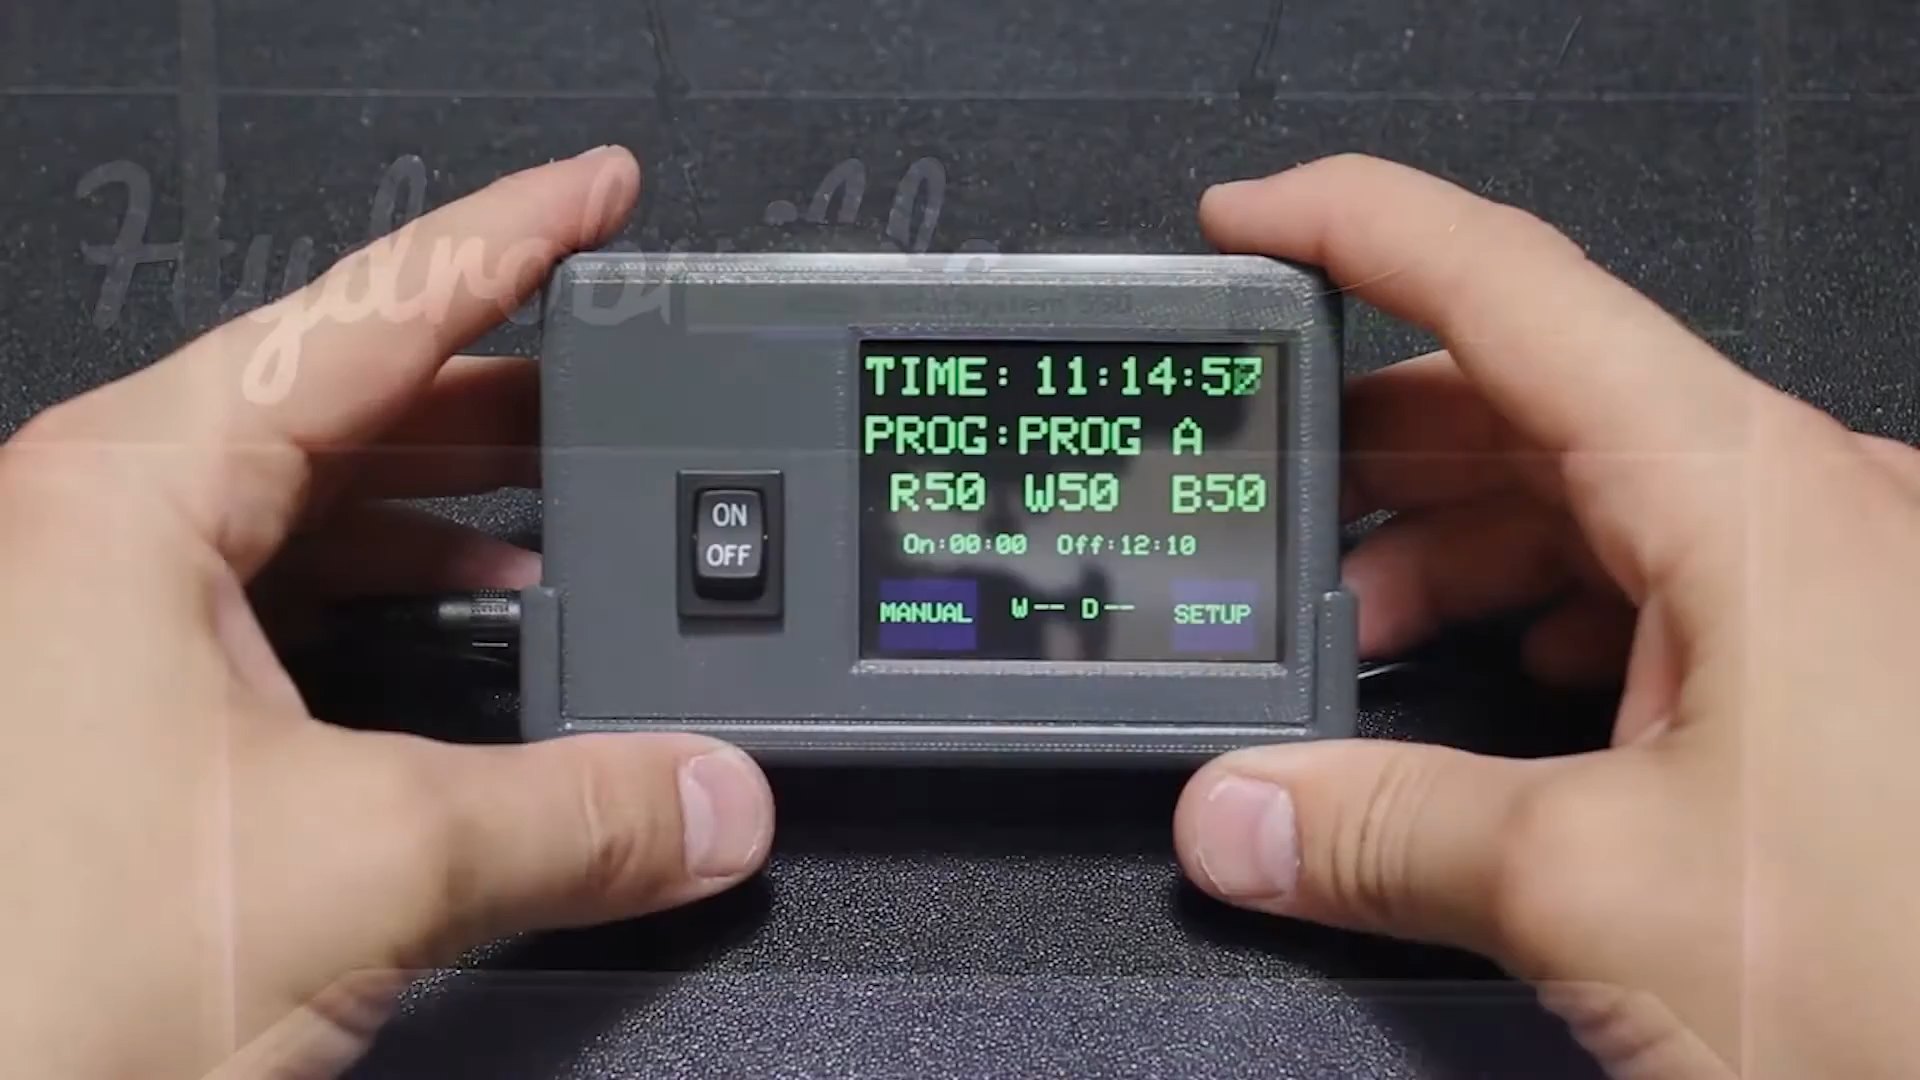 Hydrobuilder
TIME: 11:14:57
PROG:PROG A
R50 W50 B50
On:00:00 Off:12:10
MANUAL W-- D-- SETUP
ON
OFF